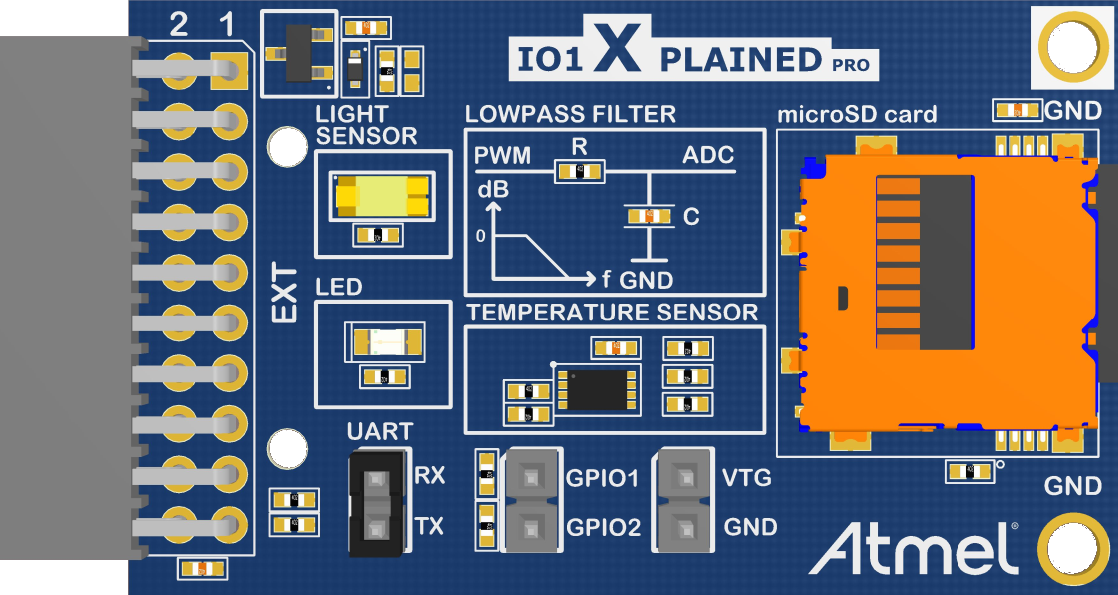 2 1
IO1 X PLAINED PRO
GND
LIGHT
SENSOR
LOWPASS FILTER
microSD card
PWM R ADC
dB
C
0
f GND
EXT
LED
TEMPERATURE SENSOR
UART
RX
GPIO1
VTG
GND
TX
GPIO2
GND
Atmel®